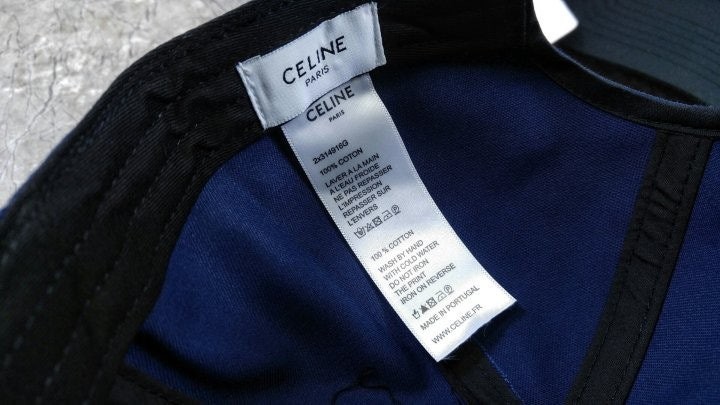 CELINE
PARIS
CELINE
PARIS
2x314916G
100% COTON
LAVER A LA MAIN
À L'EAU FROIDE
NE PAS REPASSER
L'IMPRESSION
REPASSER SUR
L'ENVERS
100 % COTTON
WASH BY HAND
WITH COLD WATER
DO NOT IRON
THE PRINT
IRON ON REVERSE
MADE IN PORTUGAL
WWW.CELINE.FR